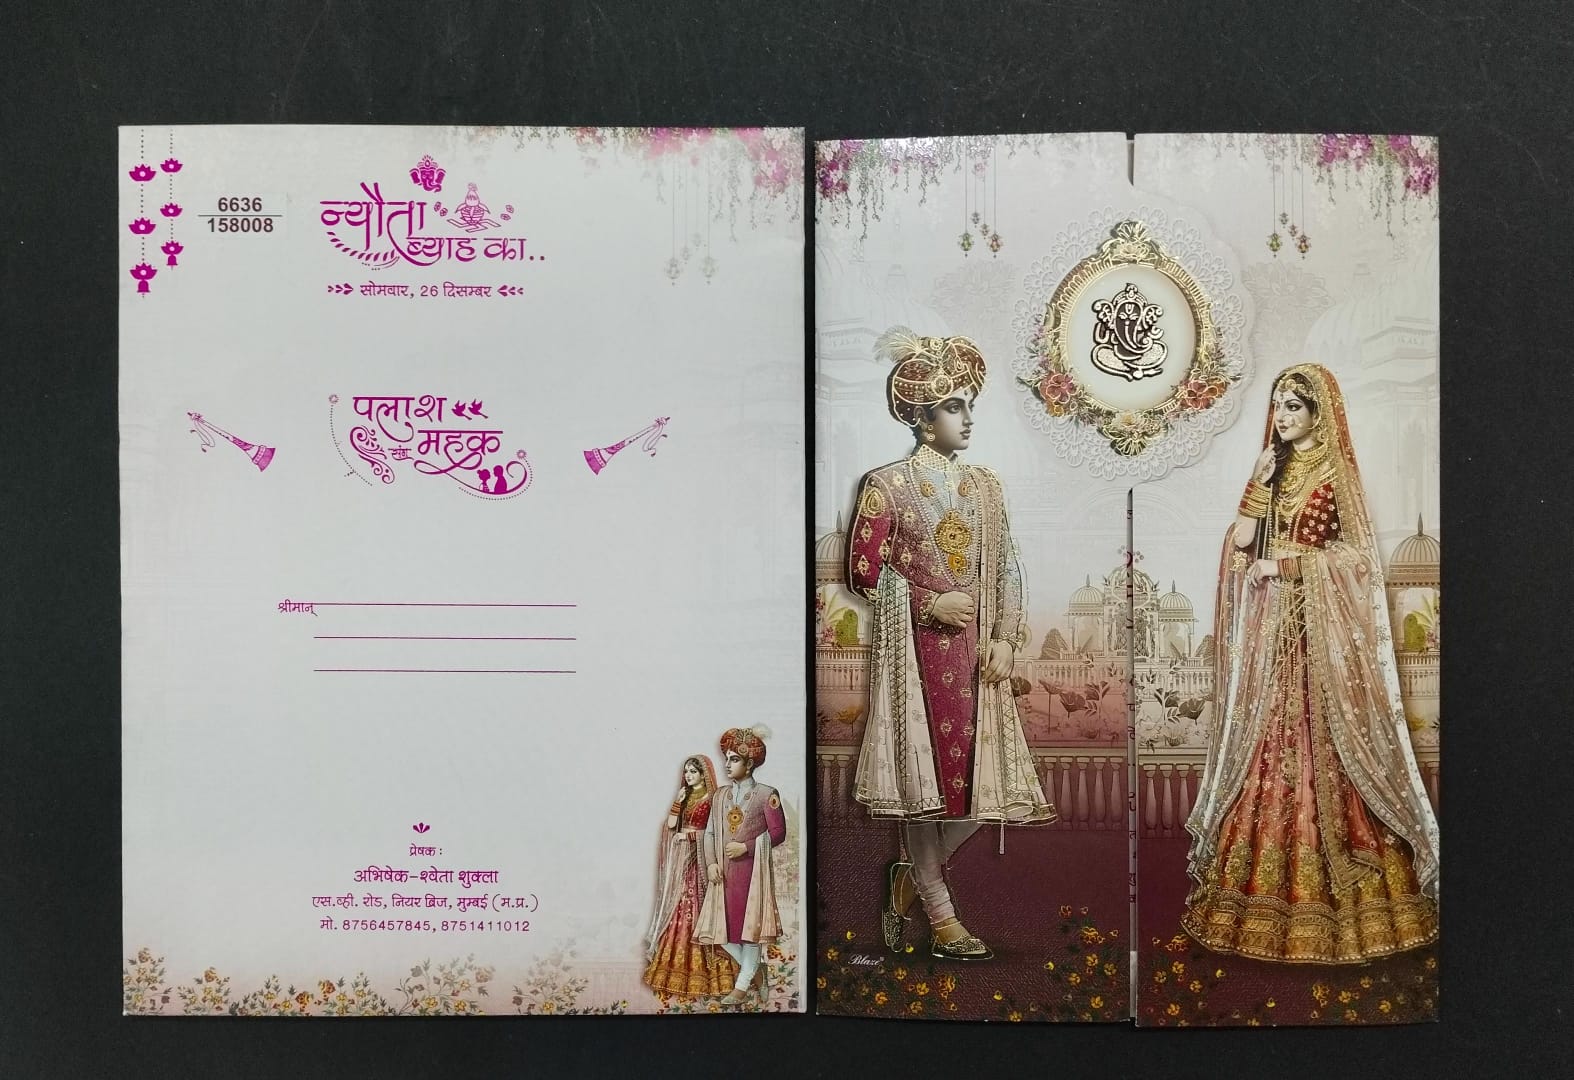 6636
158008
न्यौता
ब्याह का..
सोमवार, 26 दिसम्बर
पलाश
संग महक
श्रीमान्
प्रेषक :
अभिषेक-श्वेता शुक्ला
एस.व्ही. रोड, नियर ब्रिज, मुम्बई (म.प्र.)
मो. 8756457845, 8751411012
Blaze